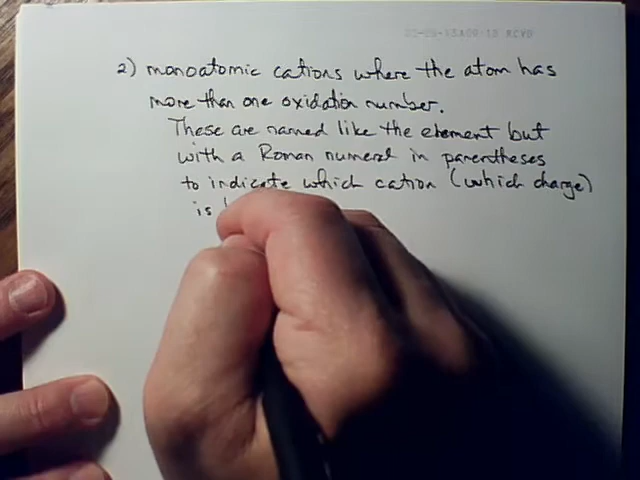 2) monoatomic cations where the atom has
more than one oxidation number.
These are named like the element but
with a Roman numeral in parentheses
to indicate which cation (which charge)
is